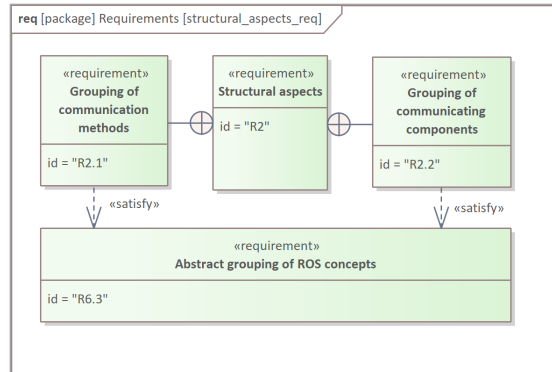 req [package] Requirements [structural_aspects_req]
«requirement»
Grouping of
communication
methods
id = "R2.1"
«requirement»
Structural aspects
id = "R2"
«requirement»
Grouping of
communicating
components
id = "R2.2"
«satisfy»
«satisfy»
«requirement»
Abstract grouping of ROS concepts
id = "R6.3"